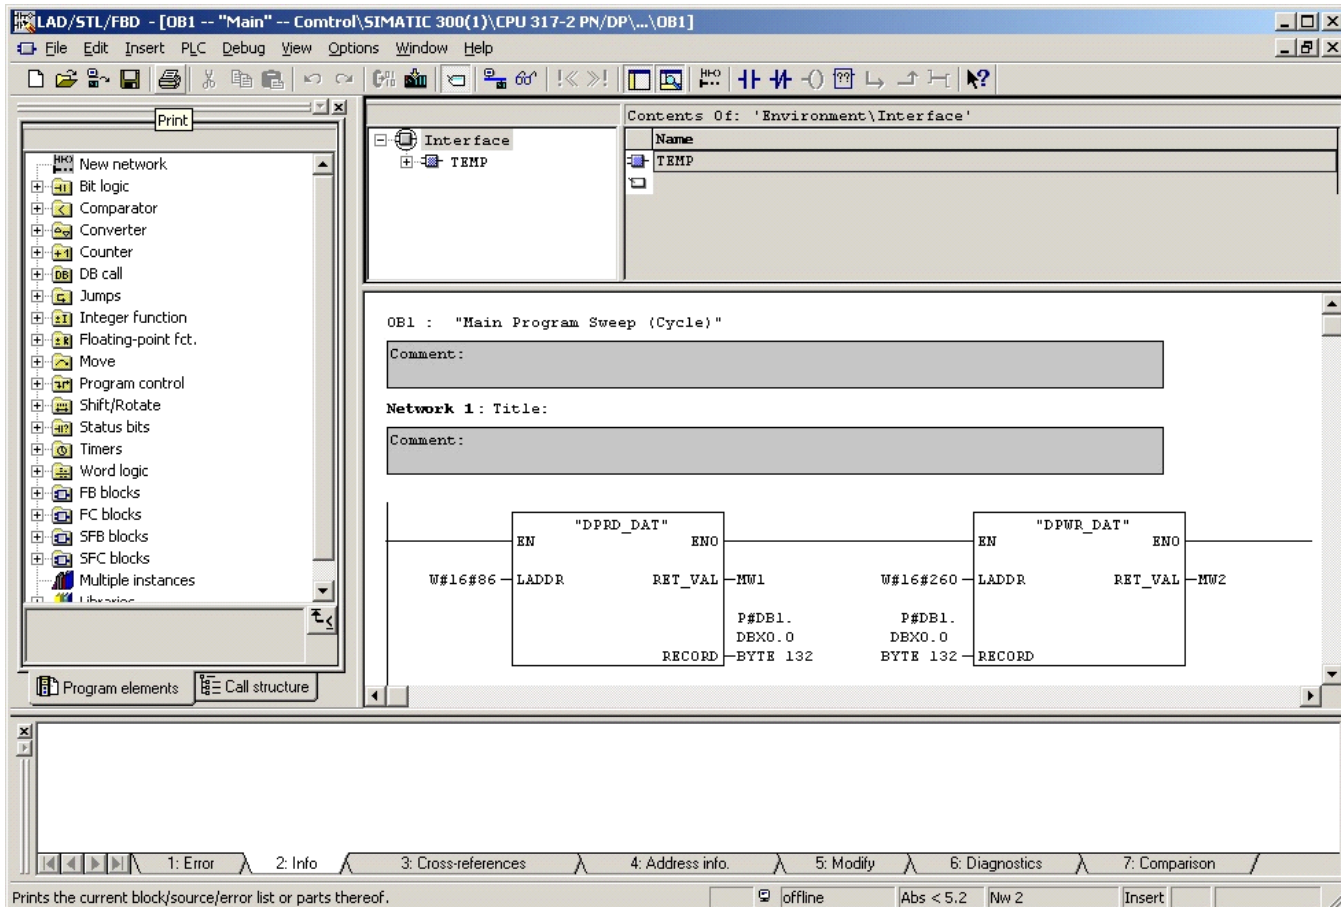 LAD/STL/FBD - [OB1 -- "Main" -- Comtrol\SIMATIC 300(1)\CPU 317-2 PN/DP\...\OB1]
File Edit Insert PLC Debug View Options Window Help
Print
New network
Bit logic
Comparator
Converter
Counter
DB call
Jumps
Integer function
Floating-point fct.
Move
Program control
Shift/Rotate
Status bits
Timers
Word logic
FB blocks
FC blocks
SFB blocks
SFC blocks
Multiple instances
Libraries
Program elements Call structure
Interface
TEMP
Contents Of: 'Environment\Interface'
Name
TEMP
OB1 : "Main Program Sweep (Cycle)"
Comment:
Network 1 : Title:
Comment:
"DPRD_DAT" "DPWR_DAT"
EN ENO EN ENO
W#16#86 LADDR RET_VAL MW1 W#16#260 LADDR RET_VAL MW2
P#DB1. P#DB1.
DBX0.0 DBX0.0
RECORD BYTE 132 BYTE 132 RECORD
1: Error 2: Info 3: Cross-references 4: Address info. 5: Modify 6: Diagnostics 7: Comparison
Prints the current block/source/error list or parts thereof. offline Abs < 5.2 Nw 2 Insert